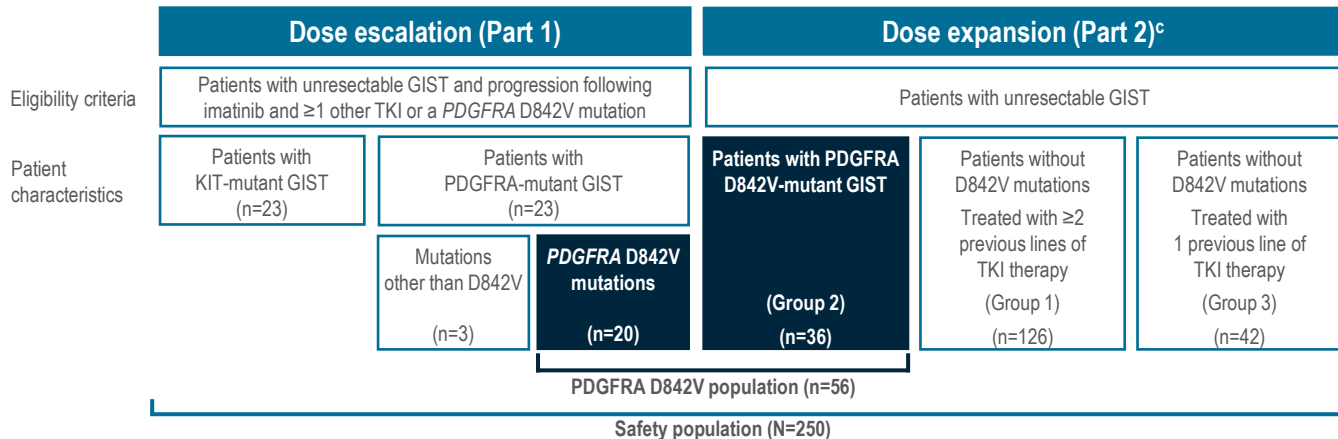 Dose escalation (Part 1)
Dose expansion (Part 2)ᶜ
Eligibility criteria
Patients with unresectable GIST and progression following
imatinib and ≥1 other TKI or a PDGFRA D842V mutation
Patients with unresectable GIST
Patient
characteristics
Patients with
KIT-mutant GIST
(n=23)
Patients with
PDGFRA-mutant GIST
(n=23)
Mutations
other than D842V
(n=3)
PDGFRA D842V
mutations
(n=20)
Patients with PDGFRA
D842V-mutant GIST
(Group 2)
(n=36)
Patients without
D842V mutations
Treated with ≥2
previous lines of
TKI therapy
(Group 1)
(n=126)
Patients without
D842V mutations
Treated with
1 previous line of
TKI therapy
(Group 3)
(n=42)
PDGFRA D842V population (n=56)
Safety population (N=250)